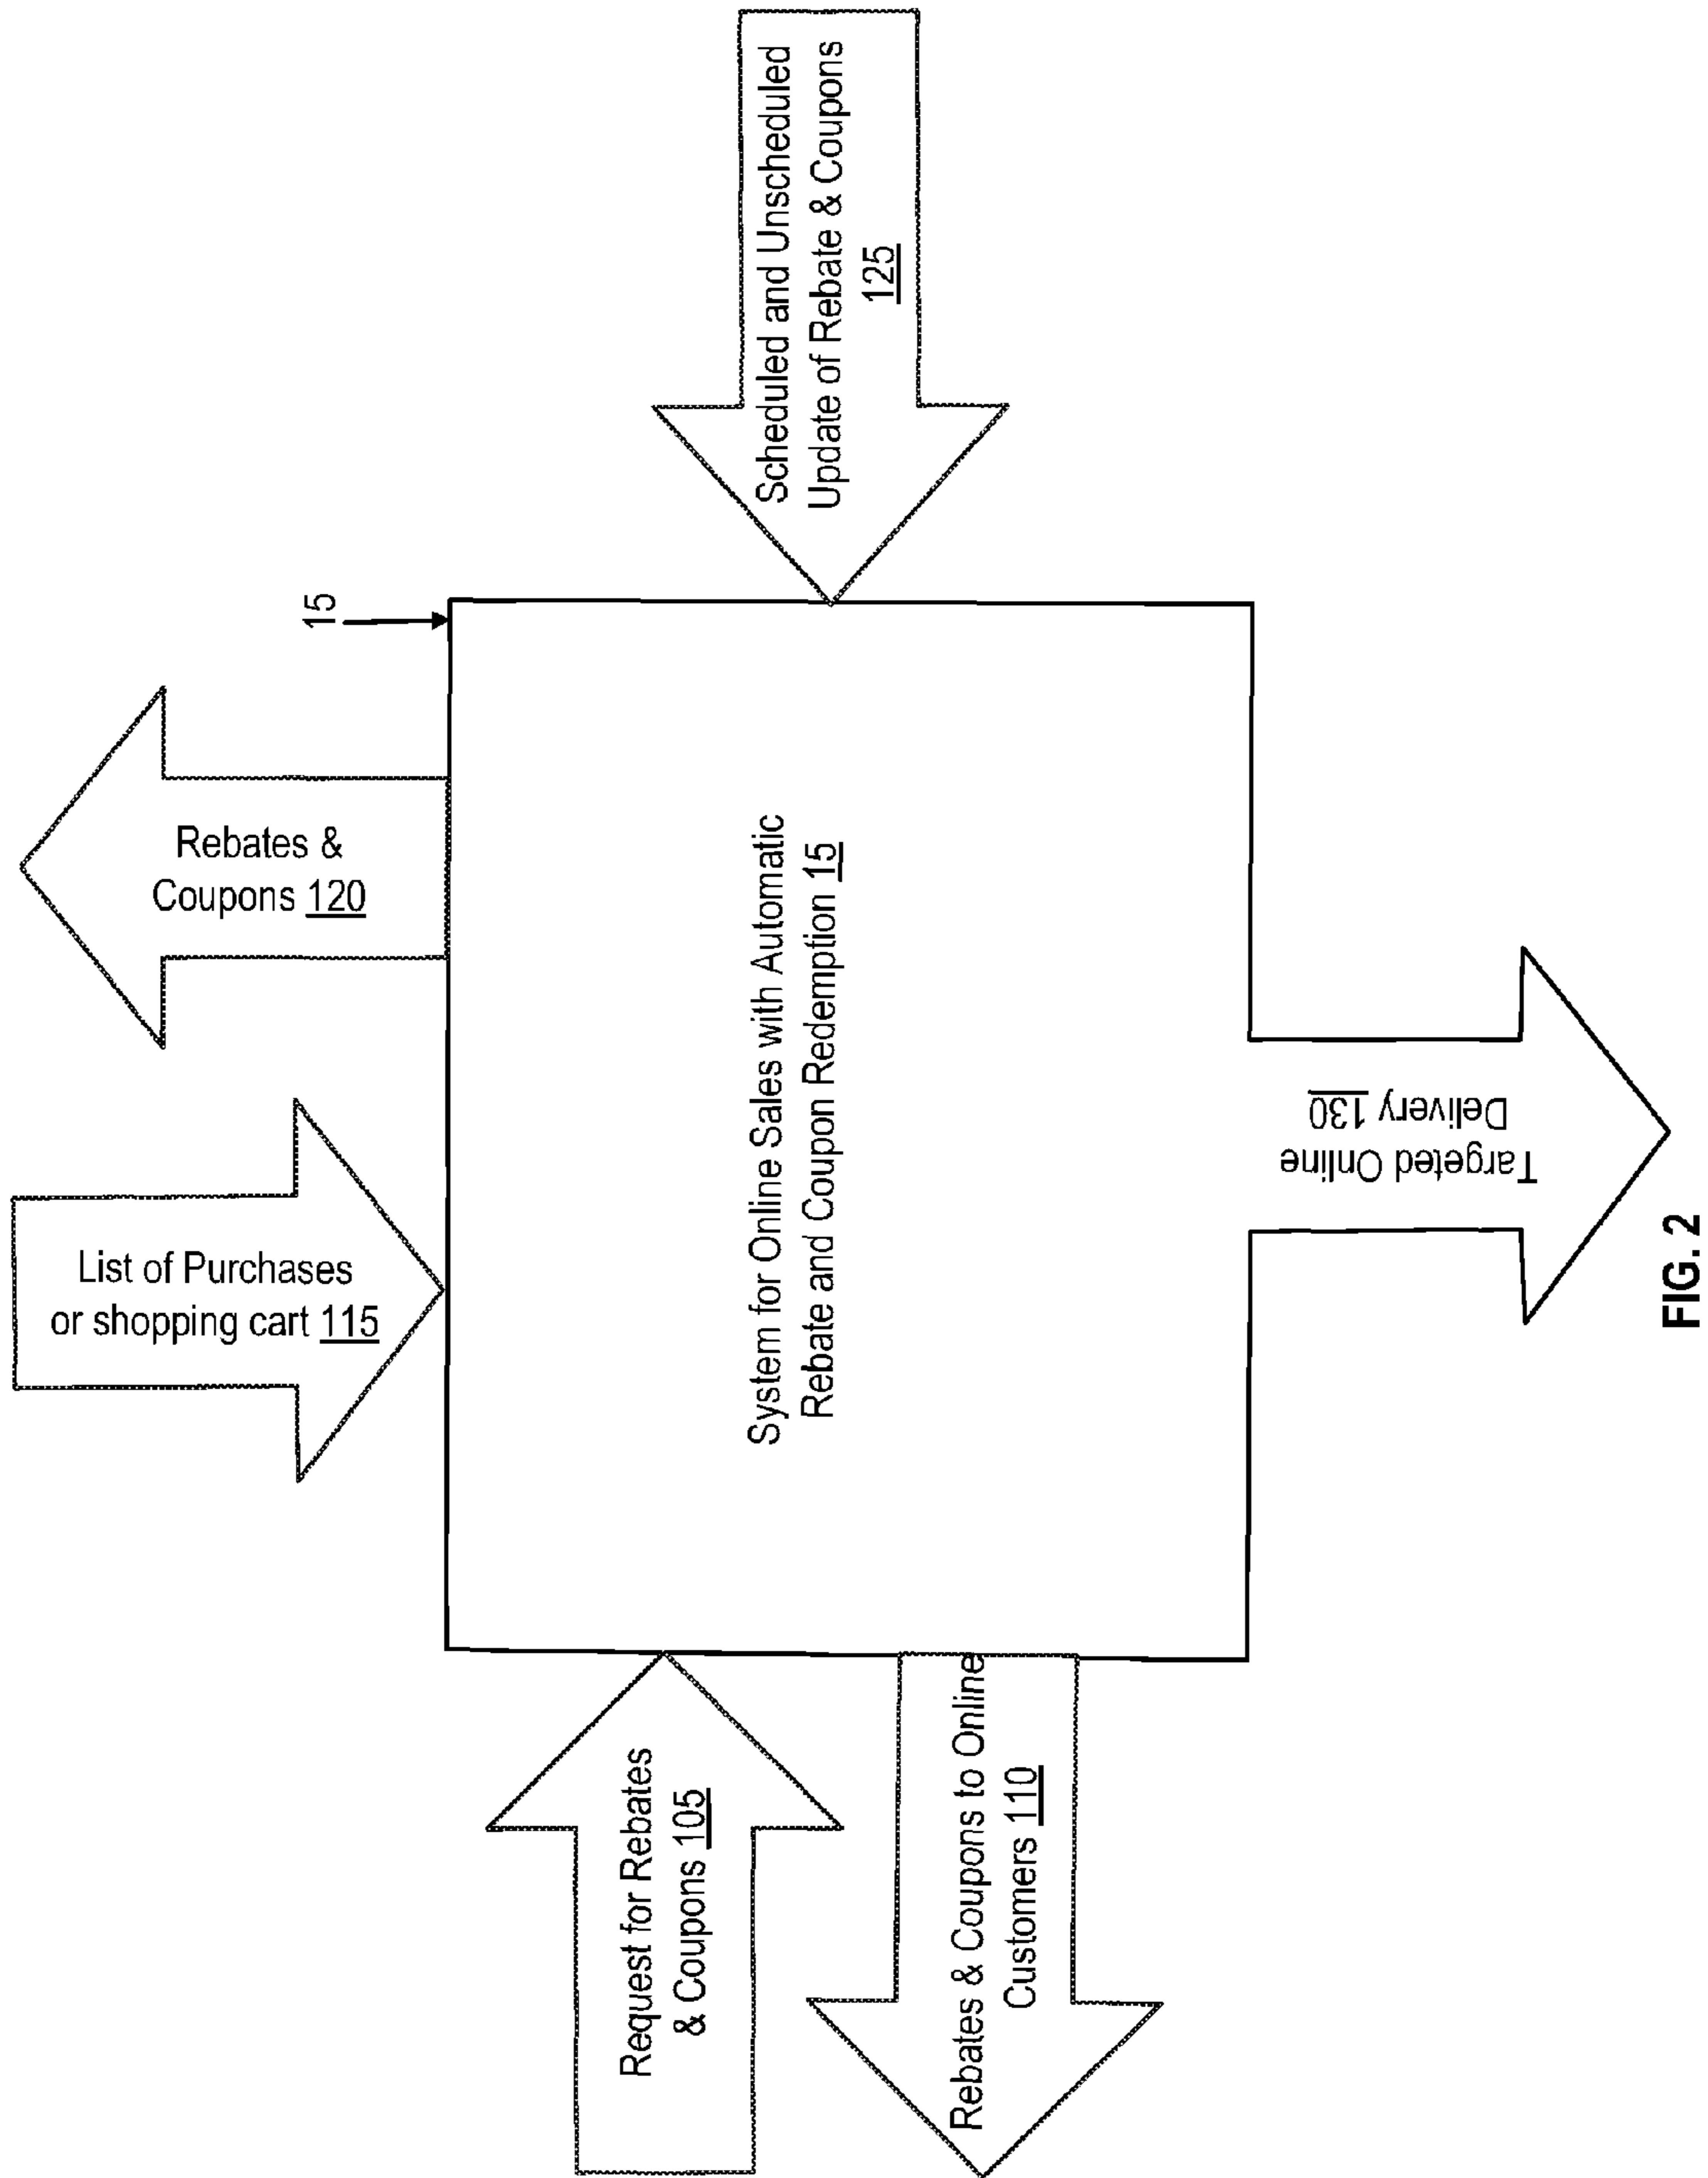 15
Rebates &
Coupons 120
List of Purchases
or shopping cart 115
Scheduled and Unscheduled
Update of Rebate & Coupons
125
System for Online Sales with Automatic
Rebate and Coupon Redemption 15
Request for Rebates
& Coupons 105
Rebates & Coupons to Online
Customers 110
Targeted Online
Delivery 130
FIG. 2